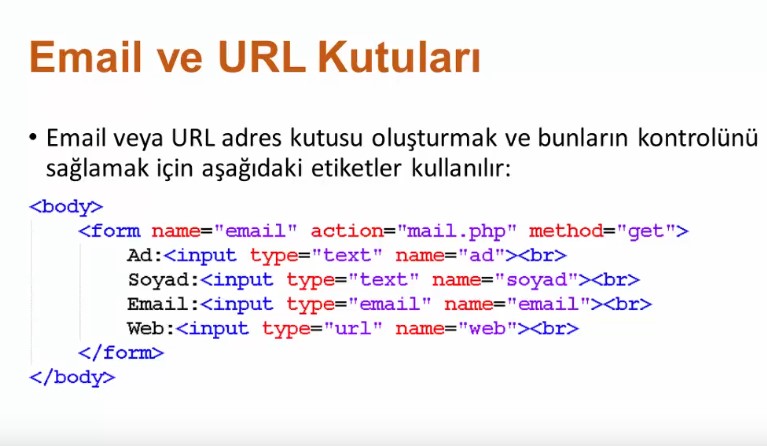 Email ve URL Kutuları
• Email veya URL adres kutusu oluşturmak ve bunların kontrolünü
sağlamak için aşağıdaki etiketler kullanılır:
<body>
<form name="email" action="mail.php" method="get">
Ad:<input type="text" name="ad"><br>
Soyad:<input type="text" name="soyad"><br>
Email:<input type="email" name="email"><br>
Web:<input type="url" name="web"><br>
</form>
</body>